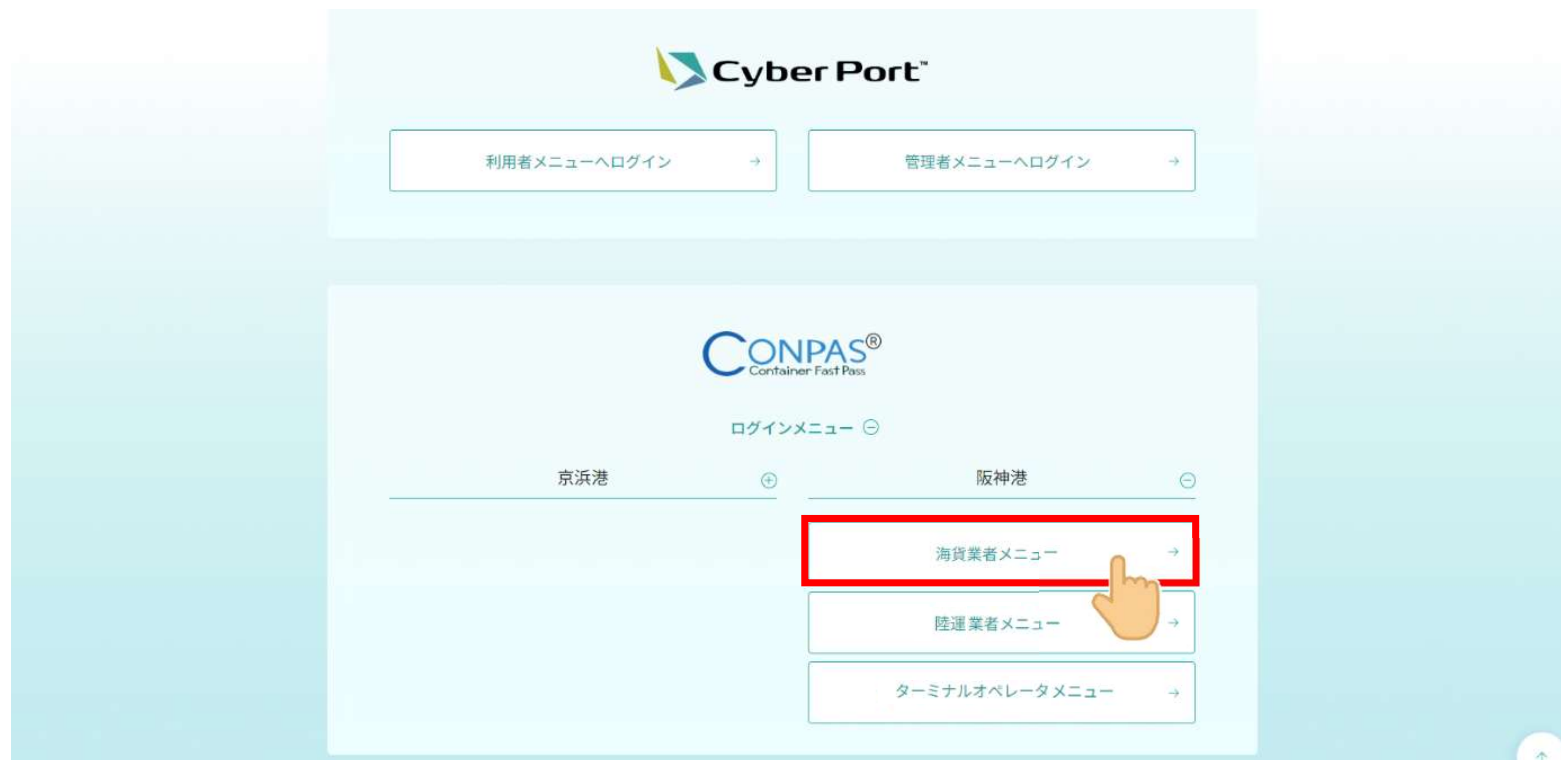 Cyber Port™
利用者メニューへログイン →
管理者メニューへログイン →
CONPAS®
Container Fast Pass
ログインメニュー ⊖
京浜港 ⊕
阪神港 ⊖
海貨業者メニュー →
陸運業者メニュー →
ターミナルオペレータメニュー →